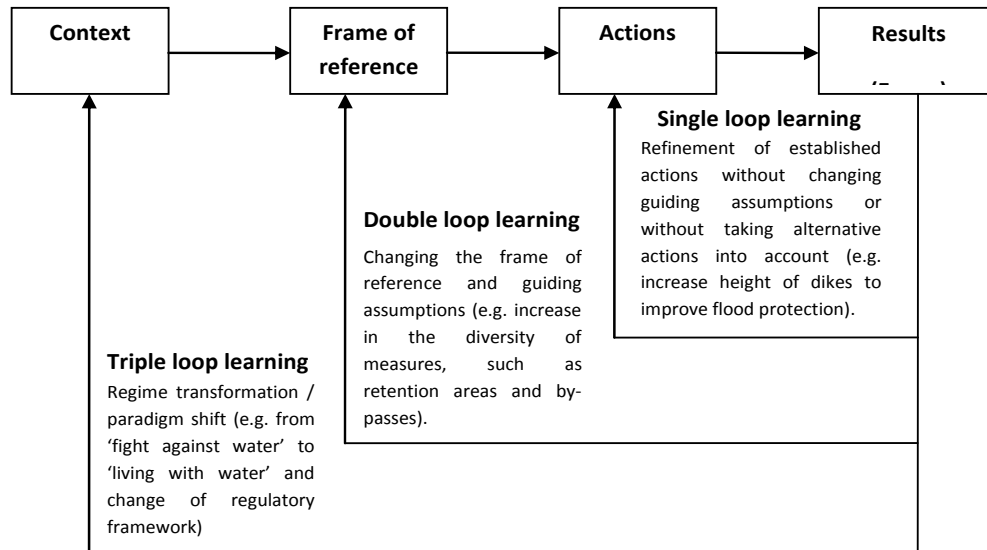 Context
Frame of
reference
Actions
Results
Single loop learning
Refinement of established
actions without changing
guiding assumptions or
without taking alternative
actions into account (e.g.
increase height of dikes to
improve flood protection).
Double loop learning
Changing the frame of
reference and guiding
assumptions (e.g. increase
in the diversity of
measures, such as
retention areas and by-
passes).
Triple loop learning
Regime transformation /
paradigm shift (e.g. from
‘fight against water’ to
‘living with water’ and
change of regulatory
framework)